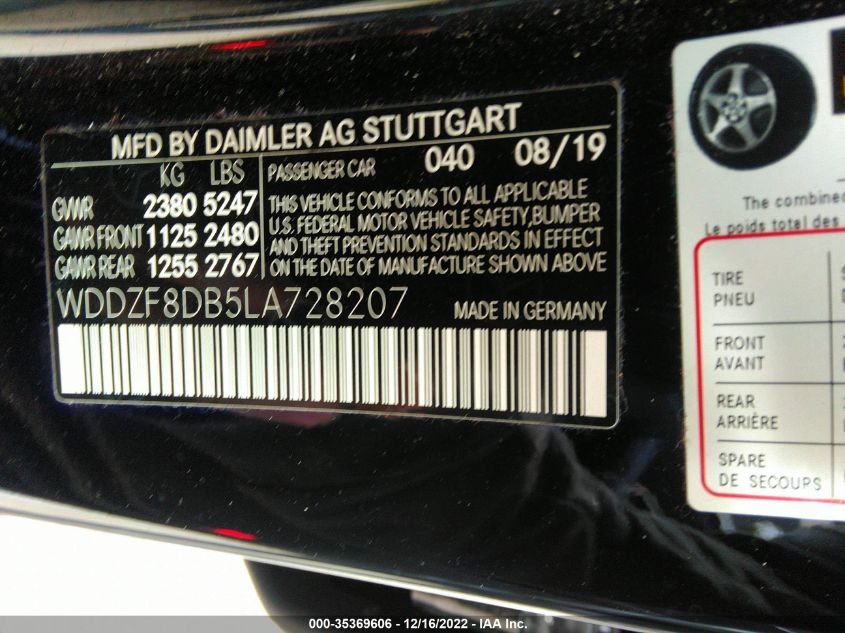 MFD BY DAIMLER AG STUTTGART
KG LBS
GVWR 2380 5247
GAWR FRONT 1125 2480
GAWR REAR 1255 2767
PASSENGER CAR 040 08/19
THIS VEHICLE CONFORMS TO ALL APPLICABLE
U.S. FEDERAL MOTOR VEHICLE SAFETY, BUMPER
AND THEFT PREVENTION STANDARDS IN EFFECT
ON THE DATE OF MANUFACTURE SHOWN ABOVE
WDDZF8DB5LA728207 MADE IN GERMANY
The combined
Le poids total des
TIRE
PNEU
FRONT
AVANT
REAR
ARRIÈRE
SPARE
DE SECOURS
000-35369606 - 12/16/2022 - IAA Inc.